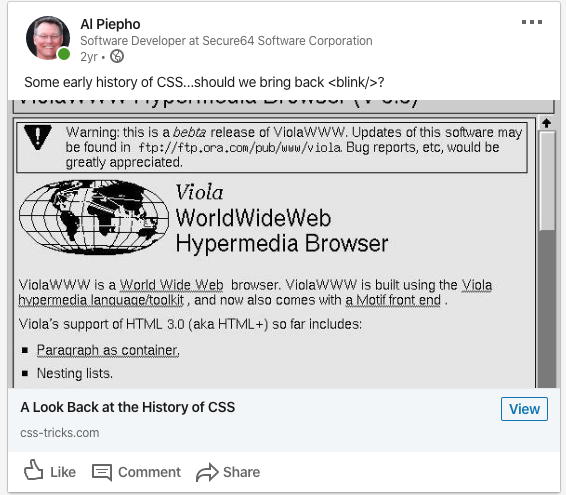 Al Piepho
Software Developer at Secure64 Software Corporation
2yr •
Some early history of CSS...should we bring back <blink/>?
ViolaWWW Hypermedia Browser (V 3.3)
Warning: this is a bebta release of ViolaWWW. Updates of this software may
be found in ftp://ftp.ora.com/pub/www/viola. Bug reports, etc, would be
greatly appreciated.
Viola
WorldWideWeb
Hypermedia Browser
ViolaWWW is a World Wide Web browser. ViolaWWW is built using the Viola
hypermedia language/toolkit , and now also comes with a Motif front end .
Viola's support of HTML 3.0 (aka HTML+) so far includes:
▪ Paragraph as container.
▪ Nesting lists.
A Look Back at the History of CSS
View
css-tricks.com
Like
Comment
Share